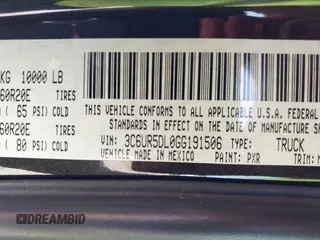 KG 10000 LB
60R20E TIRES
( 65 PSI) COLD
60R20E TIRES
( 80 PSI) COLD
THIS VEHICLE CONFORMS TO ALL APPLICABLE U.S.A. FEDERAL
STANDARDS IN EFFECT ON THE DATE OF MANUFACTURE SHOWN
VIN: 3C6UR5DL0GG191506 TYPE: TRUCK
VEHICLE MADE IN MEXICO PAINT: PXR TRIM:
DREAMBID